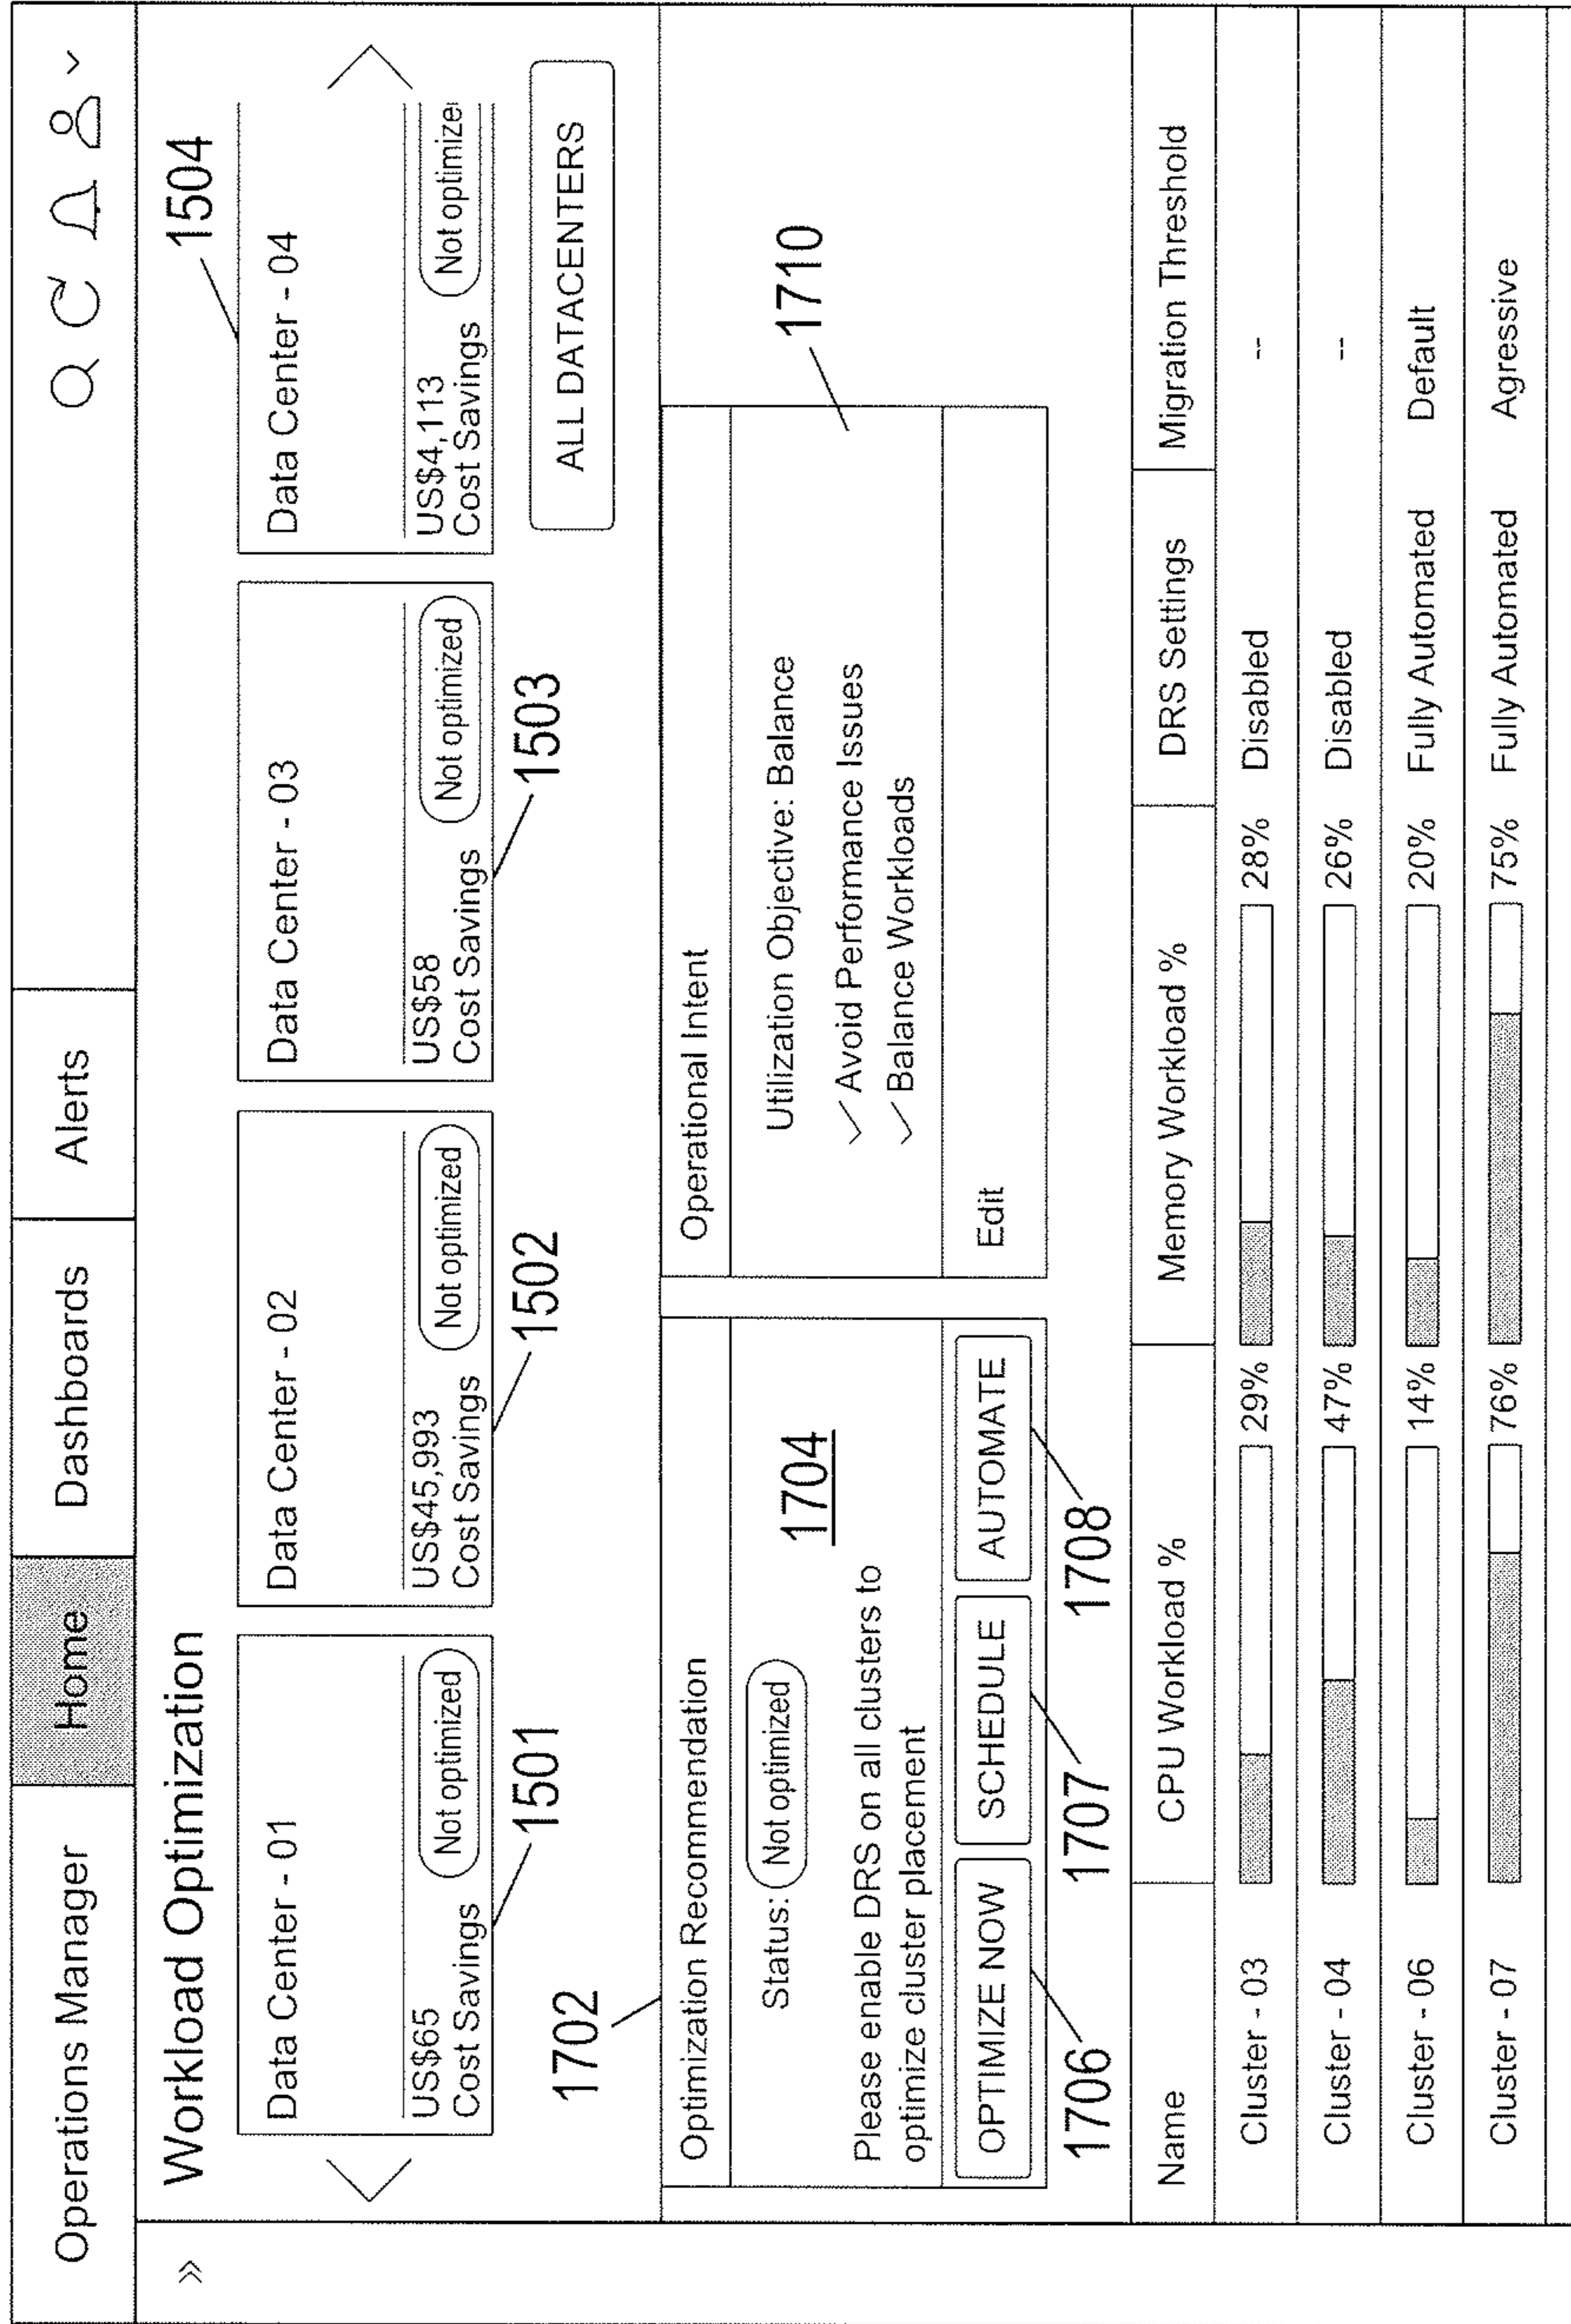 Operations Manager
Home
Dashboards
Alerts
»
Workload Optimization
1504
Data Center - 01
Data Center - 02
Data Center - 03
Data Center - 04
US$65
Cost Savings
Not optimized
US$45,993
Cost Savings
Not optimized
US$58
Cost Savings
Not optimized
US$4,113
Cost Savings
Not optimize
1501
1502
1503
ALL DATACENTERS
1702
Optimization Recommendation
Status: Not optimized
1704
Please enable DRS on all clusters to
optimize cluster placement
OPTIMIZE NOW
SCHEDULE
AUTOMATE
1706
1707
1708
Operational Intent
Utilization Objective: Balance
Avoid Performance Issues
Balance Workloads
Edit
1710
Name CPU Workload % Memory Workload % DRS Settings Migration Threshold
Cluster - 03 29% 28% Disabled --
Cluster - 04 47% 26% Disabled --
Cluster - 06 14% 20% Fully Automated Default
Cluster - 07 76% 75% Fully Automated Agressive